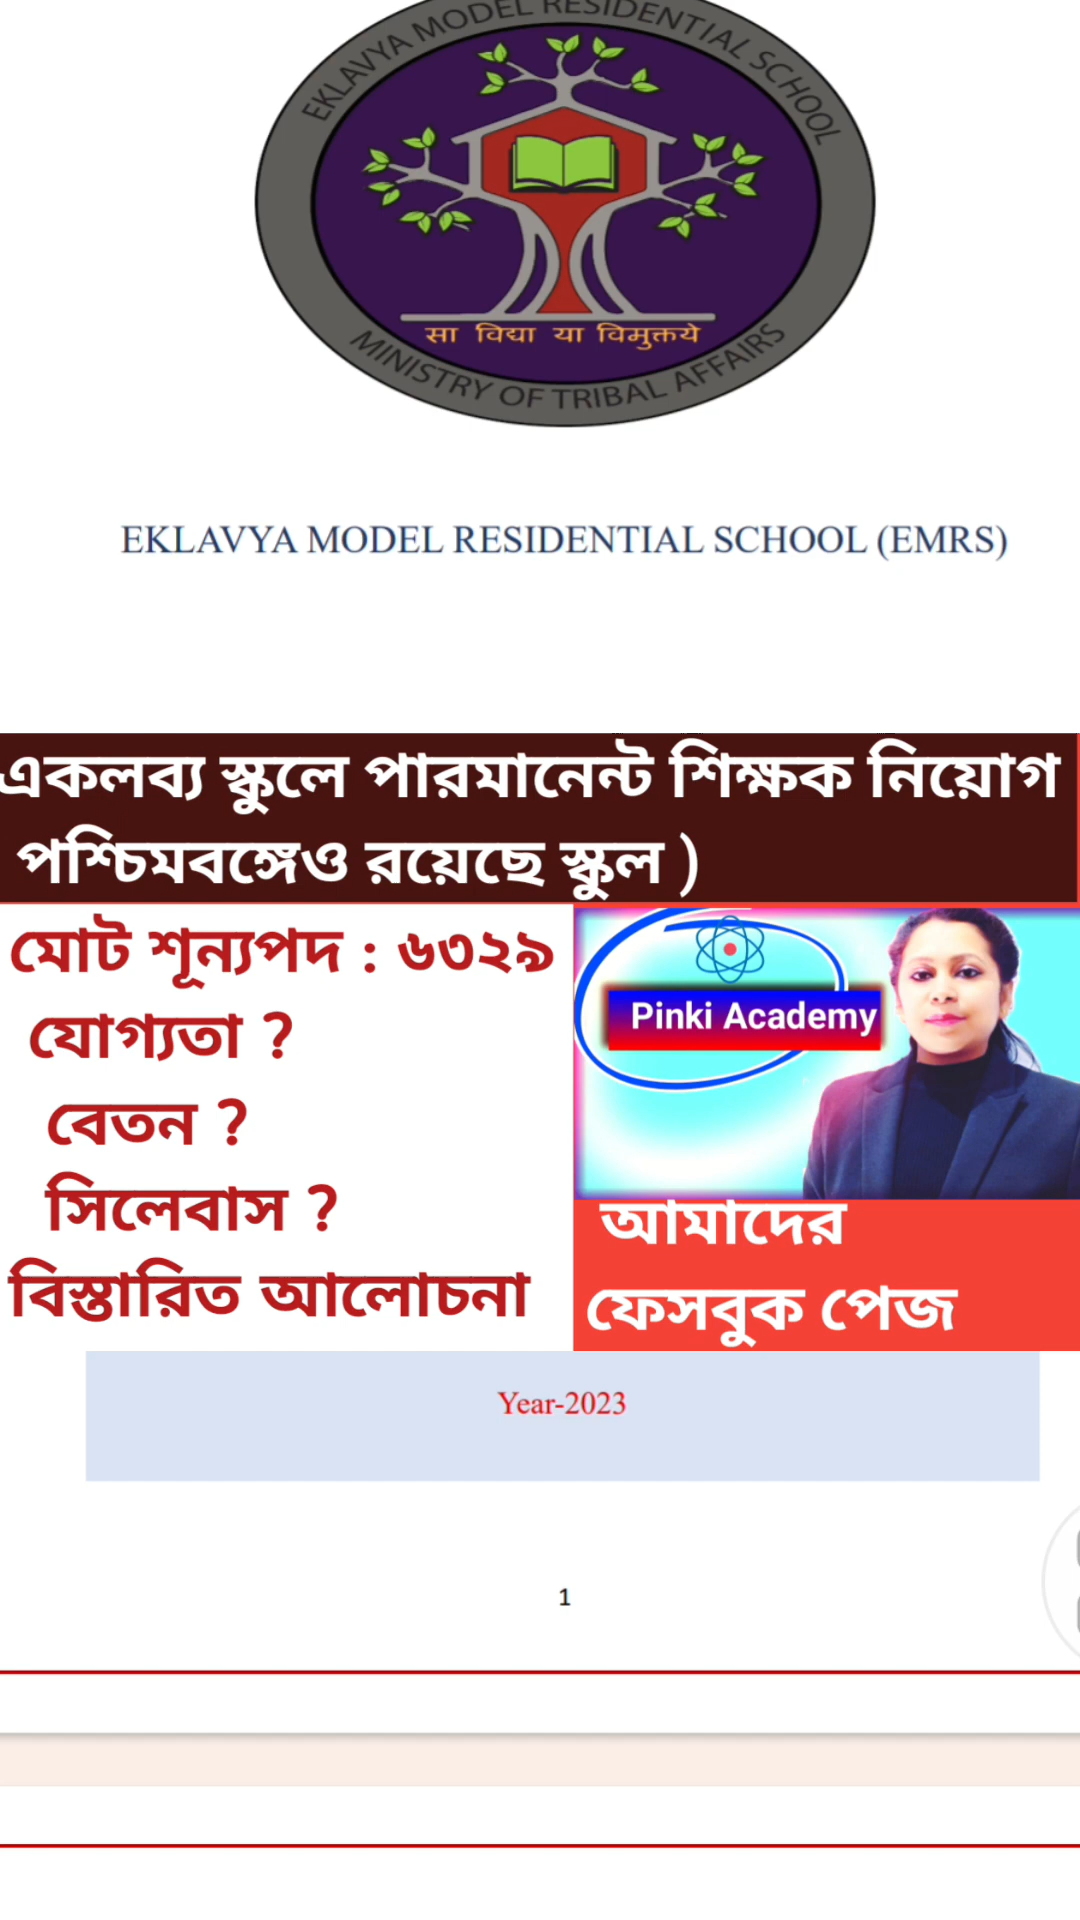 EKLAVYA MODEL RESIDENTIAL SCHOOL
सा विद्या या विमुक्तये
MINISTRY OF TRIBAL AFFAIRS
EKLAVYA MODEL RESIDENTIAL SCHOOL (EMRS)
একলব্য স্কুলে পারমানেন্ট শিক্ষক নিয়োগ
পশ্চিমবঙ্গেও রয়েছে স্কুল )
মোট শূন্যপদ : ৬৩২৯
যোগ্যতা ?
বেতন ?
সিলেবাস ?
বিস্তারিত আলোচনা
Pinki Academy
আমাদের
ফেসবুক পেজ
Year-2023
1